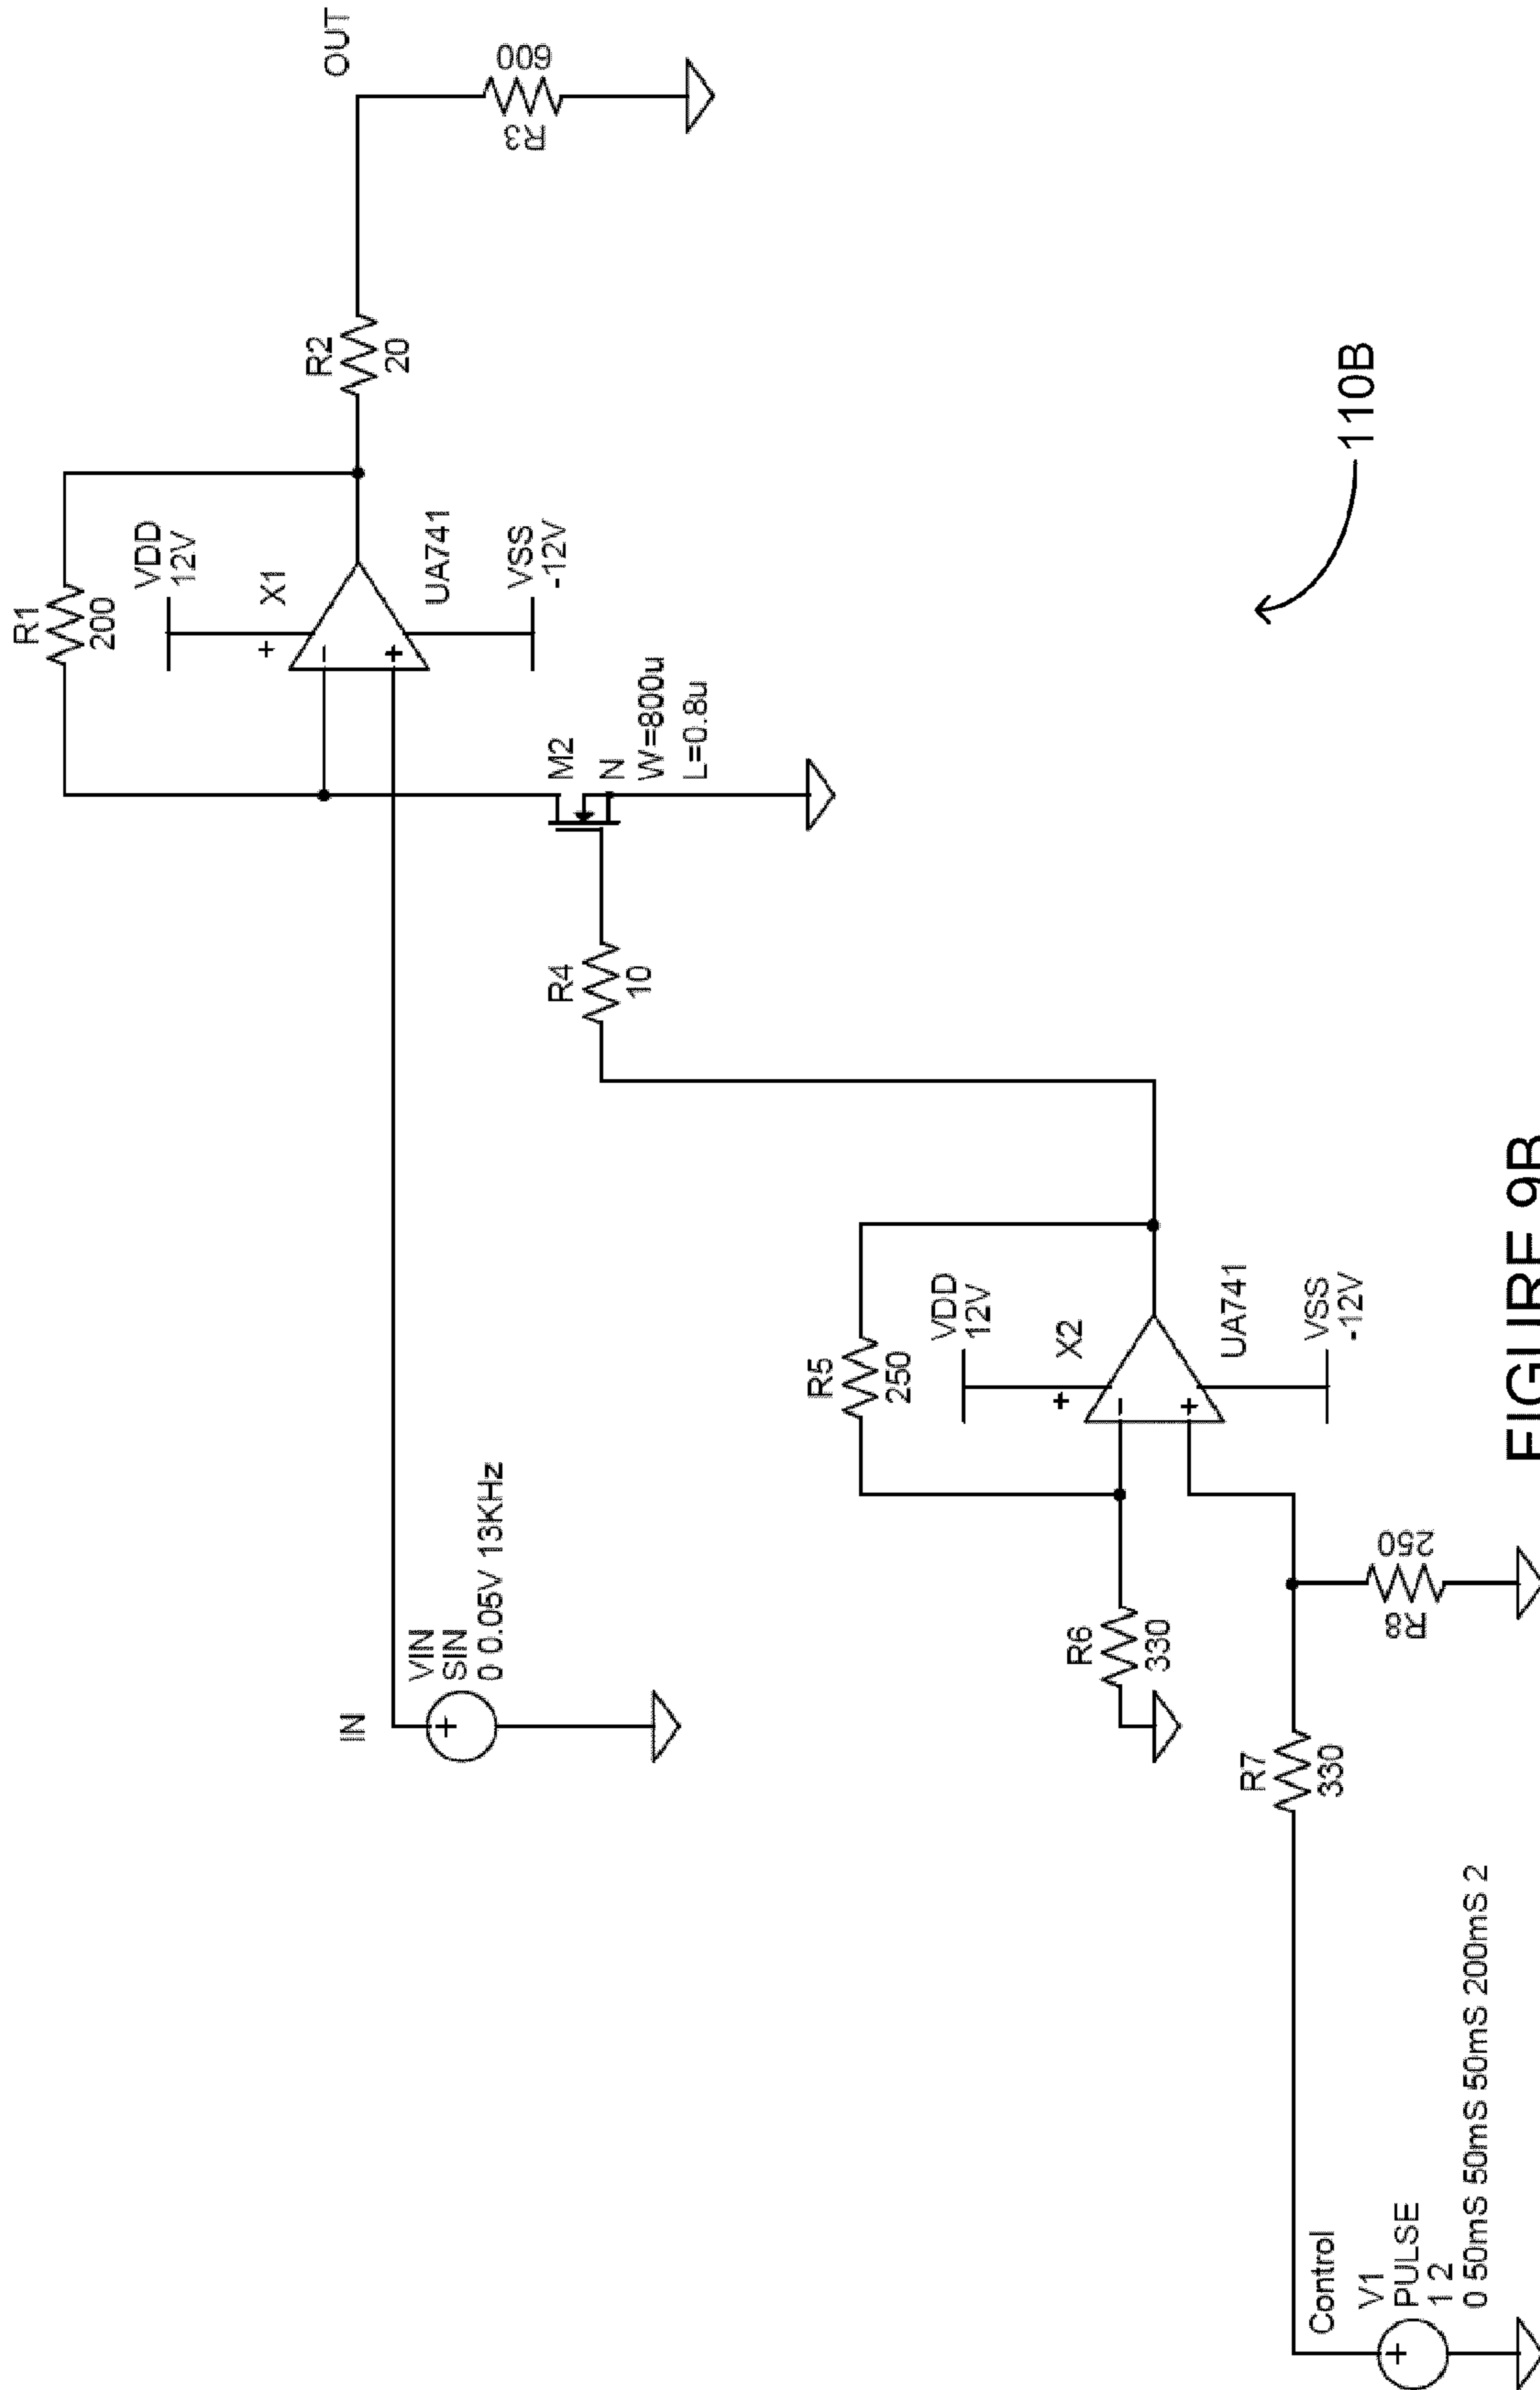 R1
200
VDD
12V
X1
UA741
VSS
-12V
R2
20
OUT
R3
600
IN
VIN
SIN
0 0.05V 13KHz
M2
N
W=800u
L=0.8u
R4
10
R5
250
VDD
12V
X2
UA741
VSS
-12V
R6
330
R7
330
R8
250
Control
V1
PULSE
1 2
0 50mS 50mS 50mS 200mS 2
110B
FIGURE 9B
+
+
-
+
+
-
+
+